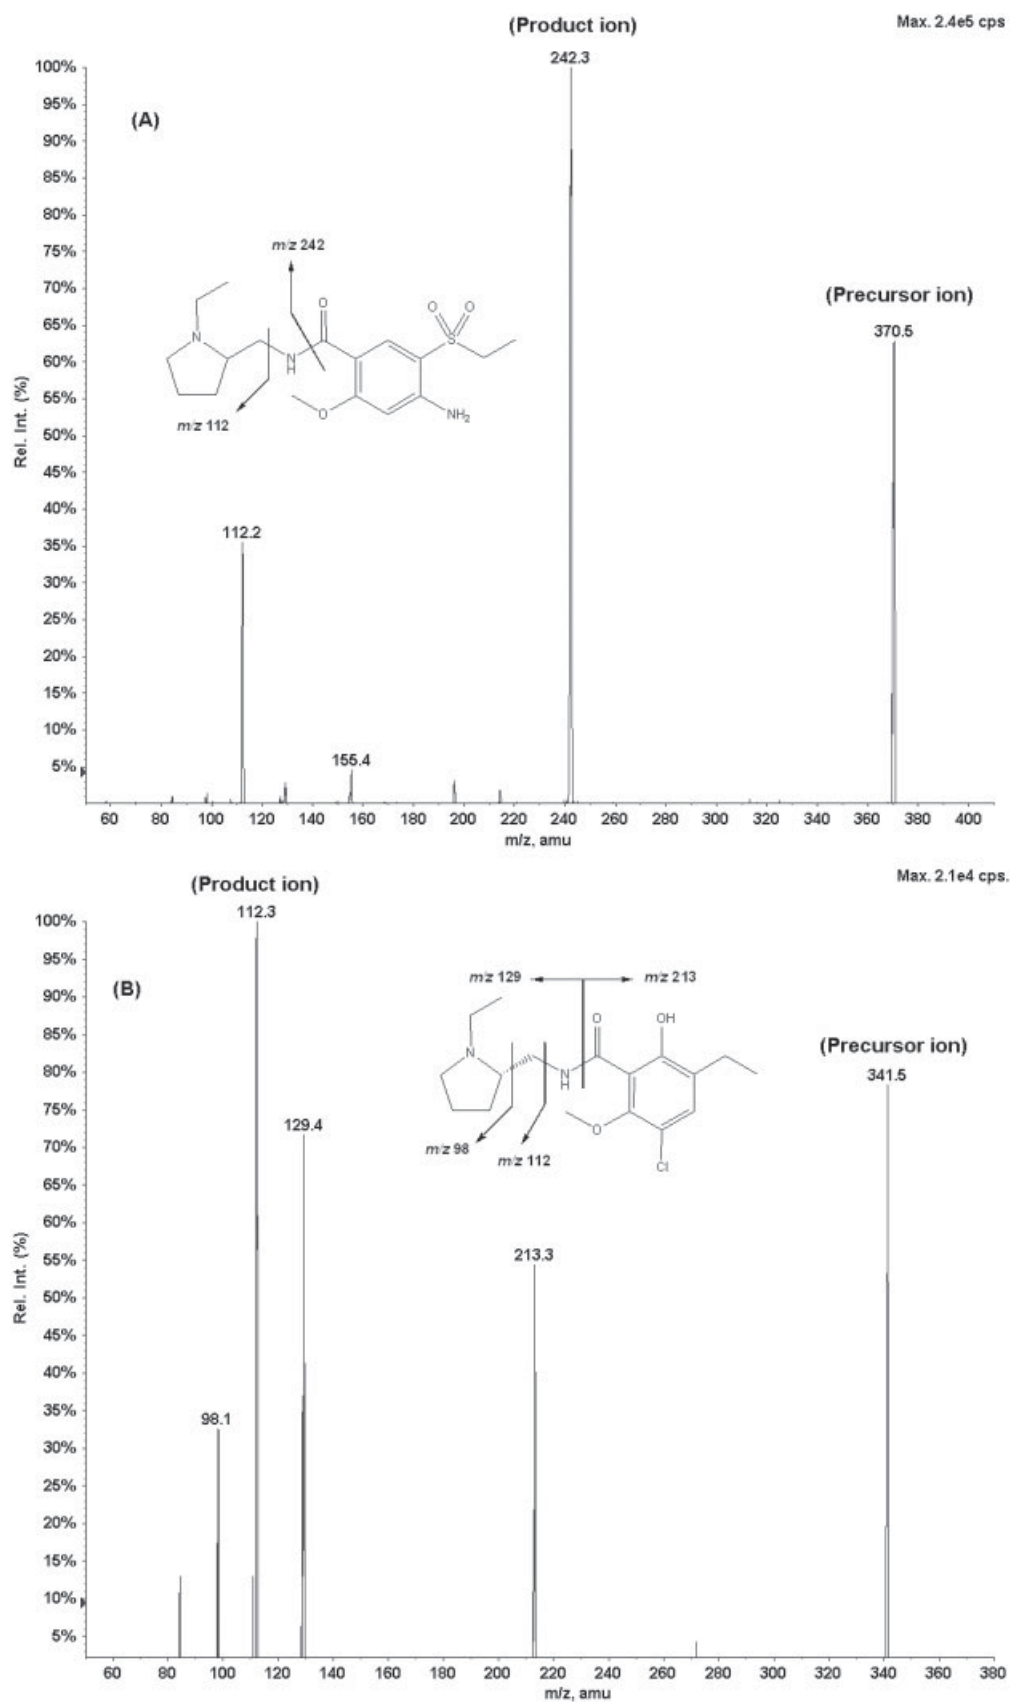 (Product ion)
Max. 2.4e5 cps
242.3
100%
95%
(A)
90%
85%
80%
75%
m/z 242
70%
(Precursor ion)
O
O
O
65%
370.5
N
S
60%
N
H
55%
O
NH2
m/z 112
50%
Rel. Int. (%)
45%
40%
112.2
35%
30%
25%
20%
15%
10%
155.4
5%
60 80 100 120 140 160 180 200 220 240 260 280 300 320 340 360 380 400
m/z, amu
(Product ion)
Max. 2.1e4 cps.
112.3
100%
95%
m/z 129
m/z 213
(B)
90%
O
OH
85%
(Precursor ion)
N
341.5
80%
N
H
75%
129.4
O
m/z 98
m/z 112
70%
Cl
65%
60%
213.3
55%
50%
Rel. Int. (%)
45%
40%
35%
98.1
30%
25%
20%
15%
10%
5%
60 80 100 120 140 160 180 200 220 240 260 280 300 320 340 360 380
m/z, amu